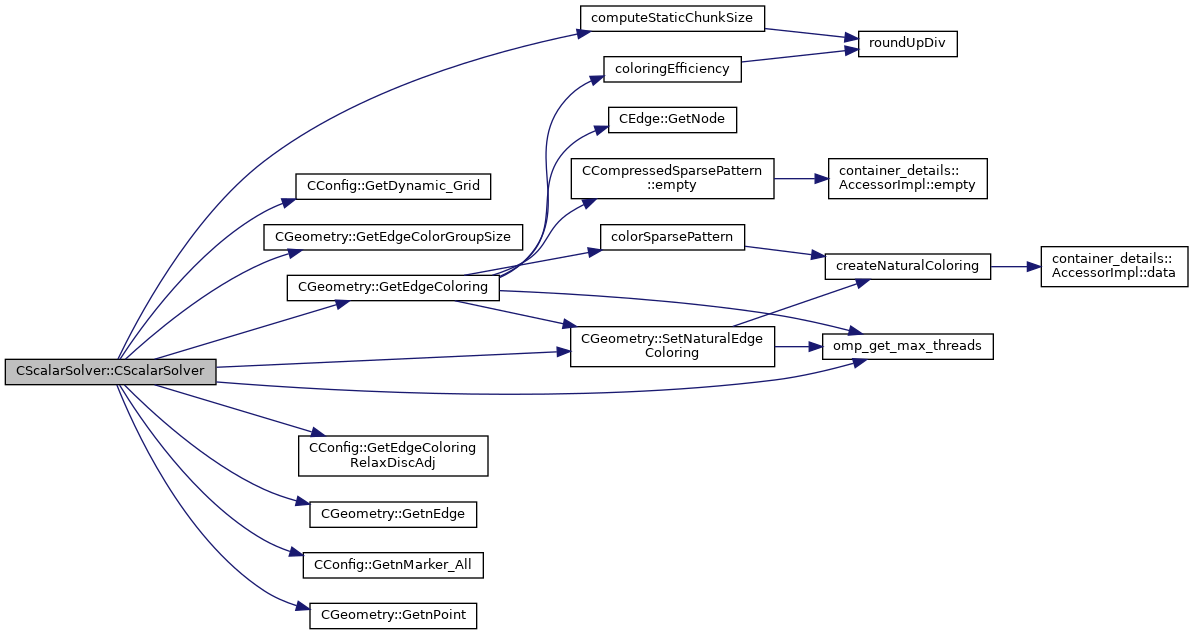 computeStaticChunkSize
roundUpDiv
coloringEfficiency
CEdge::GetNode
CCompressedSparsePattern
::empty
container_details::
AccessorImpl::empty
CConfig::GetDynamic_Grid
CGeometry::GetEdgeColorGroupSize
colorSparsePattern
createNaturalColoring
container_details::
AccessorImpl::data
CGeometry::GetEdgeColoring
CGeometry::SetNaturalEdge
Coloring
omp_get_max_threads
CScalarSolver::CScalarSolver
CConfig::GetEdgeColoring
RelaxDiscAdj
CGeometry::GetnEdge
CConfig::GetnMarker_All
CGeometry::GetnPoint